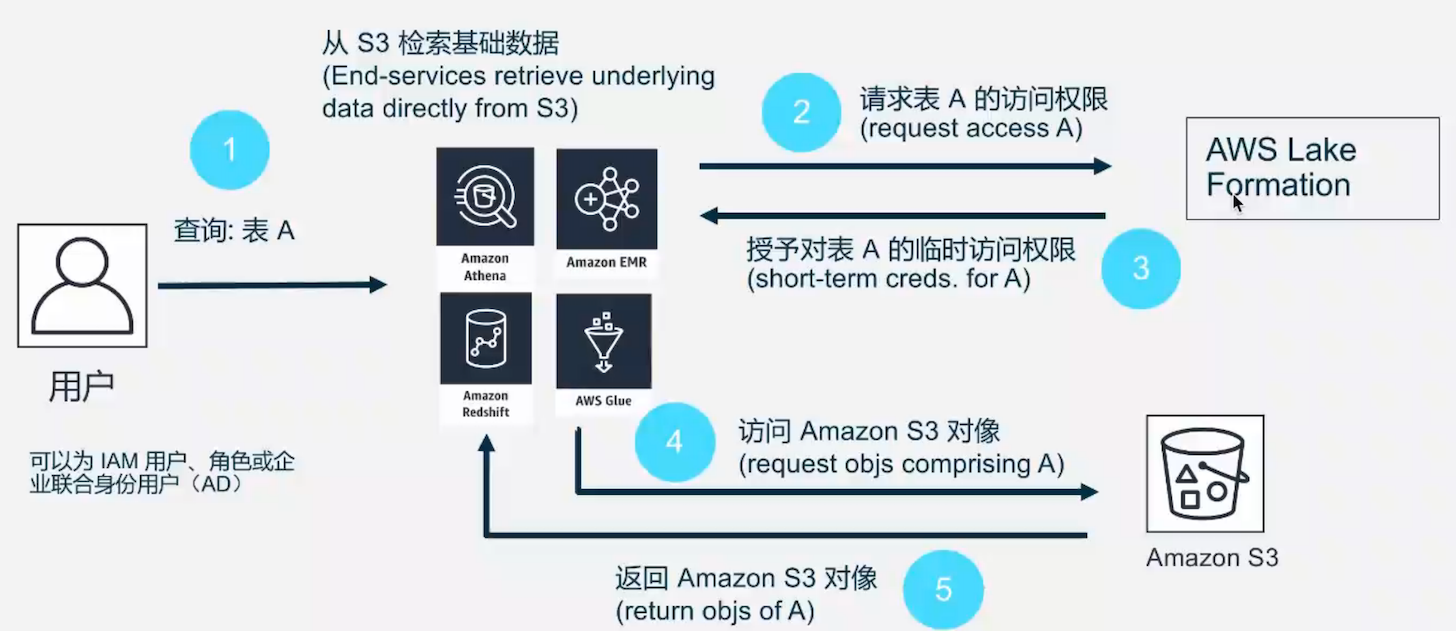 从 S3 检索基础数据
(End-services retrieve underlying
data directly from S3)
1
查询: 表 A
用户
可以为 IAM 用户、角色或企
业联合身份用户（AD）
Amazon
Athena
Amazon EMR
Amazon
Redshift
AWS Glue
2
请求表 A 的访问权限
(request access A)
AWS Lake
Formation
授予对表 A 的临时访问权限
(short-term creds. for A)
3
4
访问 Amazon S3 对像
(request objs comprising A)
Amazon S3
返回 Amazon S3 对像
(return objs of A)
5